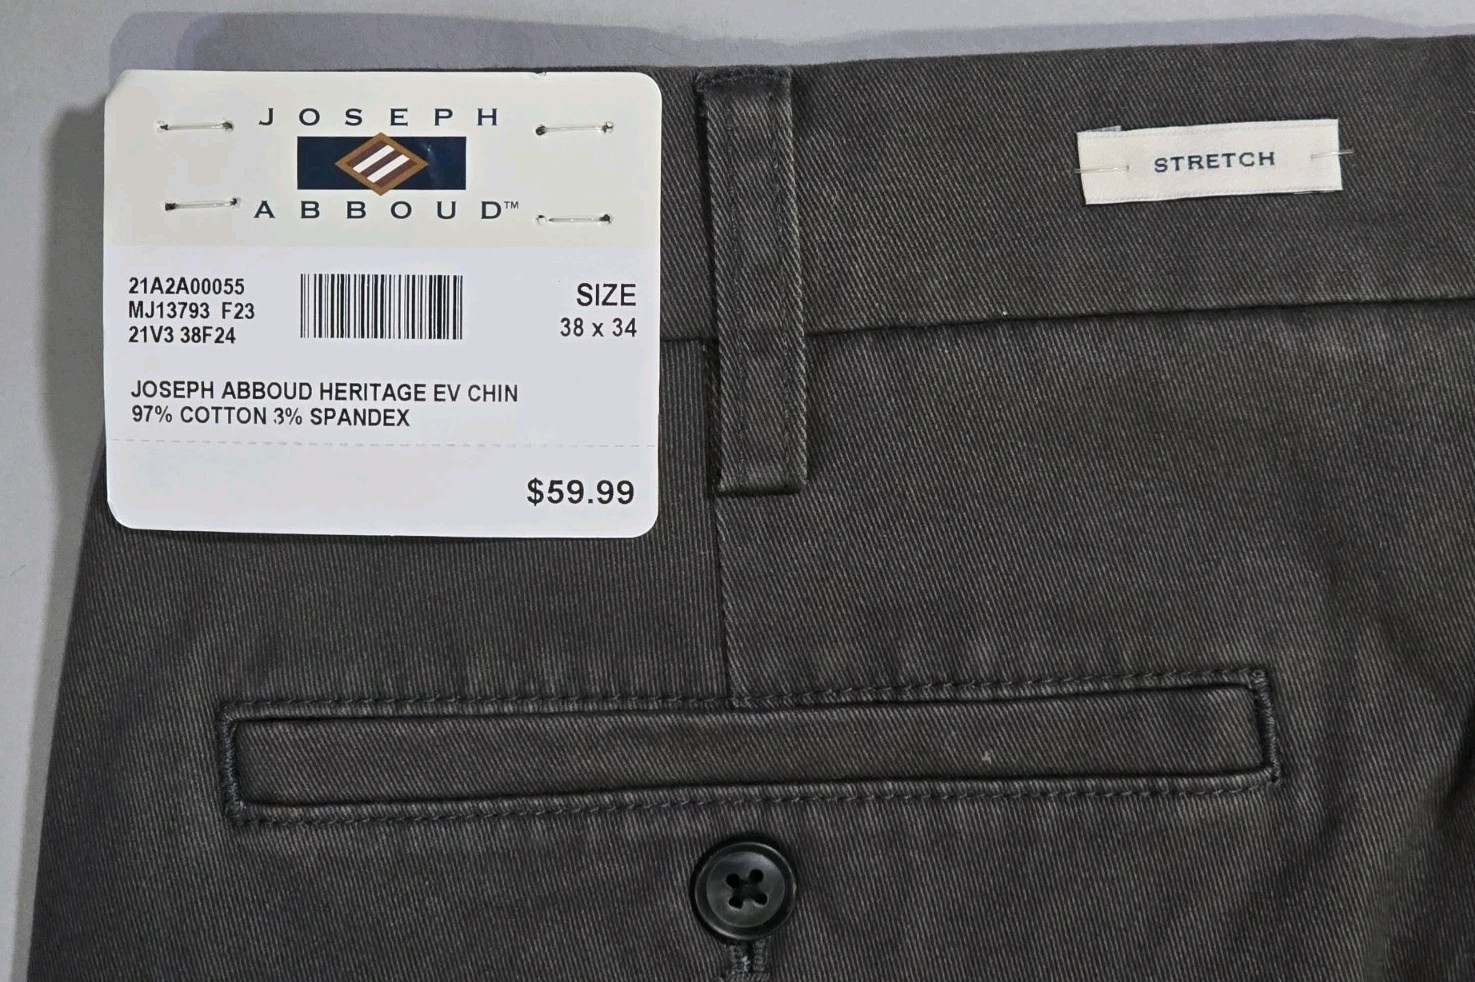 JOSEPH
ABBOUD™
21A2A00055
MJ13793 F23
21V3 38F24
SIZE
38 x 34
JOSEPH ABBOUD HERITAGE EV CHIN
97% COTTON 3% SPANDEX
$59.99
STRETCH